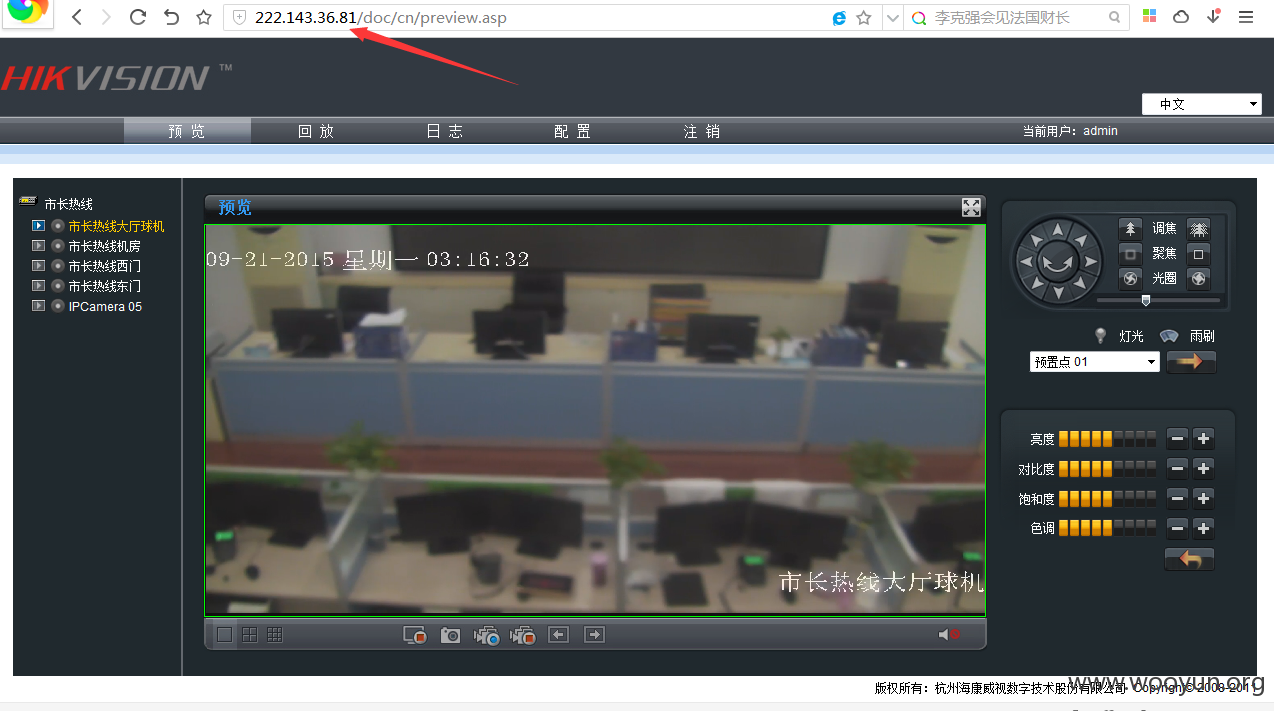 222.143.36.81/doc/cn/preview.asp
李克强会见法国财长
HIKVISION™
中文
预览 回放 日志 配置 注销
当前用户：admin
市长热线
市长热线大厅球机
市长热线机房
市长热线西门
市长热线东门
IPCamera 05
预览
09-21-2015 星期一 03:16:32
市长热线大厅球机
调焦
聚焦
光圈
灯光 雨刷
预置点 01
亮度
对比度
饱和度
色调
版权所有：杭州海康威视数字技术股份有限公司 Copyright©2008-2011
www.wooyun.org